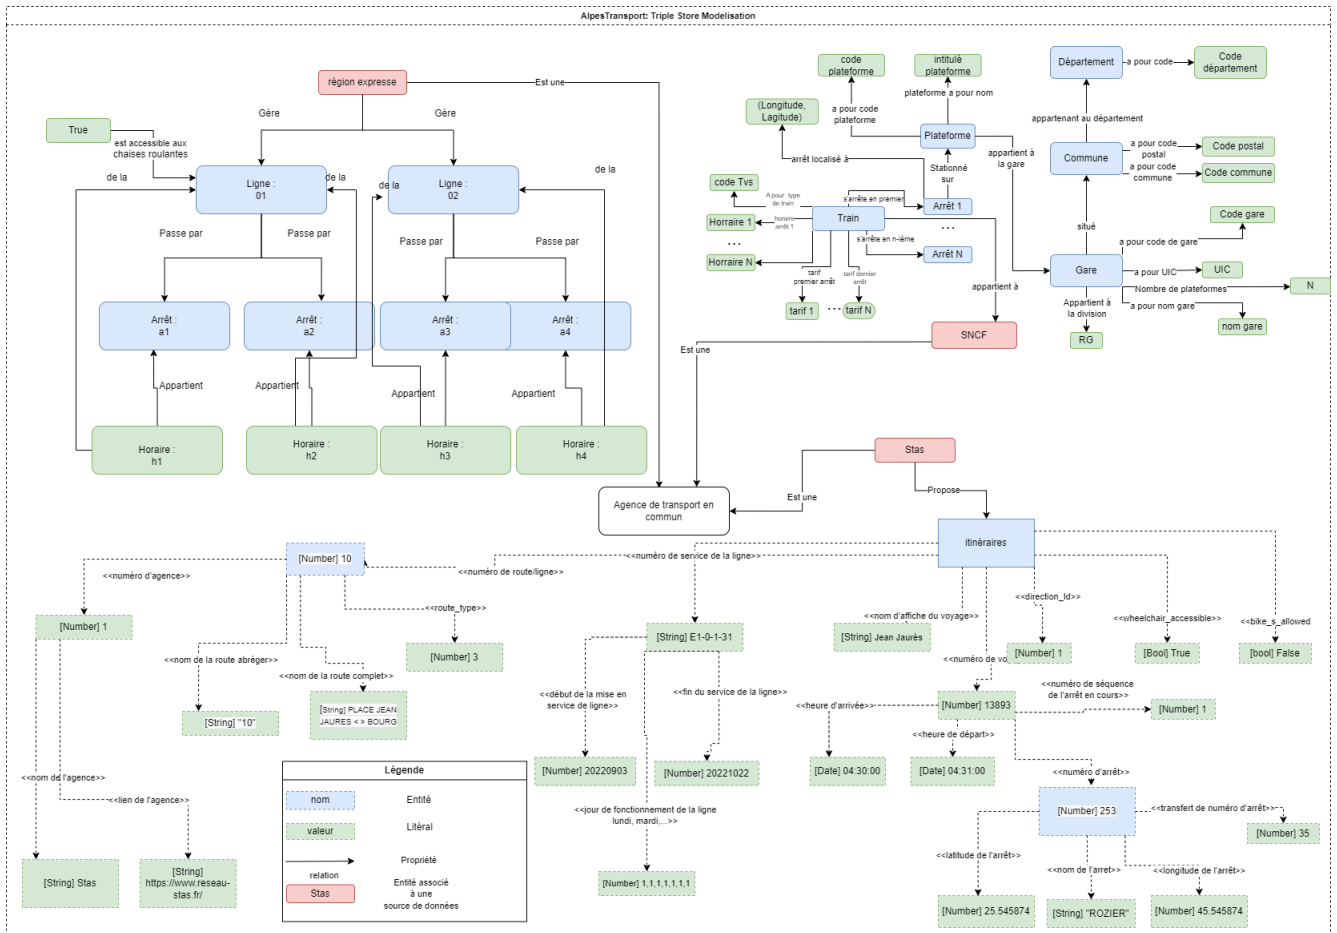 AlpesTransport: Triple Store Modelisation
région expresse
Est une
Gère
Gère
True
est accessible aux
chaises roulantes
de la
Ligne :
01
de la
de la
Ligne :
02
de la
Passe par
Passe par
Passe par
Passe par
Arrêt :
a1
Arrêt :
a2
Arrêt :
a3
Arrêt :
a4
Appartient
Appartient
Appartient
Appartient
Horaire :
h1
Horaire :
h2
Horaire :
h3
Horaire :
h4
code
plateforme
intitulé
plateforme
plateforme a pour nom
a pour code
plateforme
(Longitude,
Lagitude)
Plateforme
arrêt localisé à
Stationné
sur
appartient à
la gare
code Tvs
A pour type
de train
s'arrête en premier
Arrêt 1
Horraire 1
horaire
arrêt 1
Train
...
...
s'arrête en n-ième
Arrêt N
Horraire N
tarif
premier arrêt
tarif dernier
arrêt
appartient à
tarif 1
...
tarif N
SNCF
Est une
Département
a pour code
Code
département
appartenant au département
Commune
a pour code
postal
Code postal
a pour code
commune
Code commune
situé
Code gare
a pour code de gare
Gare
a pour UIC
UIC
Nombre de plateformes
N
a pour nom gare
nom gare
Appartient à
la division
RG
Stas
Est une
Propose
Agence de transport en
commun
itinéraires
[Number] 10
<<numéro de service de la ligne>>
<<numéro de route/ligne>>
<<numéro d'agence>>
<<route_type>>
[Number] 1
[Number] 3
<<nom de la route abréger>>
<<nom de la route complet>>
[String] "10"
[String] PLACE JEAN
JAURES < > BOURG
<<nom de l'agence>>
<<lien de l'agence>>
[String] Stas
[String]
https://www.reseau-
stas.fr/
Légende
nom
Entité
valeur
Litéral
Propriété
relation
Stas
Entité associé
à une
source de données
[String] E1-0-1-31
<<début de la mise en
service de ligne>>
<<fin du service de la ligne>>
[Number] 20220903
[Number] 20221022
<<jour de fonctionnement de la ligne
lundi, mardi,...>>
[Number] 1,1,1,1,1,1,1
<<direction_Id>>
<<nom d'affiche du voyage>>
<<wheelchair_accessible>>
<<bike_s_allowed
[String] Jean Jaurès
<<numéro de vo
[Number] 1
[Bool] True
[bool] False
<<numéro de séquence
de l'arrêt en cours>>
[Number] 13893
[Number] 1
<<heure d'arrivée>>
<<heure de départ>>
[Date] 04:30:00
[Date] 04:31:00
<<numéro d'arrêt>>
[Number] 253
<<transfert de numéro d'arrêt>>
[Number] 35
<<latitude de l'arrêt>>
<<nom de l'arret>>
<<longitude de l'arrêt>>
[Number] 25.545874
[String] "ROZIER"
[Number] 45.545874